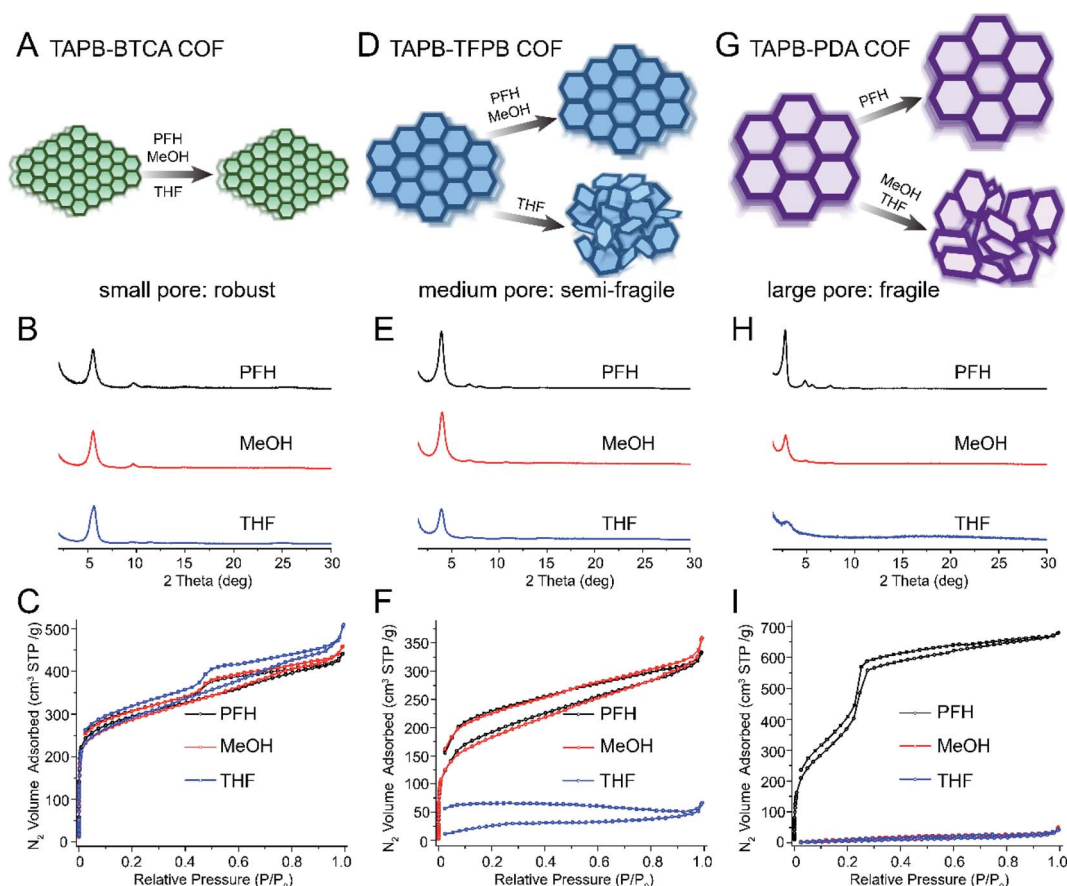 A TAPB-BTCA COF
PFH
MeOH
THF
small pore: robust
D TAPB-TFPB COF
PFH
MeOH
THF
medium pore: semi-fragile
G TAPB-PDA COF
PFH
MeOH
THF
large pore: fragile
B
PFH
MeOH
THF
5 10 15 20 25 30
2 Theta (deg)
E
PFH
MeOH
THF
5 10 15 20 25 30
2 Theta (deg)
H
PFH
MeOH
THF
5 10 15 20 25 30
2 Theta (deg)
C
N₂ Volume Adsorbed (cm³ STP /g)
500
400
300
200
100
0
PFH
MeOH
THF
0 0.2 0.4 0.6 0.8 1.0
Relative Pressure (P/P₀)
F
N₂ Volume Adsorbed (cm³ STP /g)
350
300
250
200
150
100
50
0
PFH
MeOH
THF
0 0.2 0.4 0.6 0.8 1.0
Relative Pressure (P/P₀)
I
N₂ Volume Adsorbed (cm³ STP /g)
700
600
500
400
300
200
100
0
PFH
MeOH
THF
0 0.2 0.4 0.6 0.8 1.0
Relative Pressure (P/P₀)